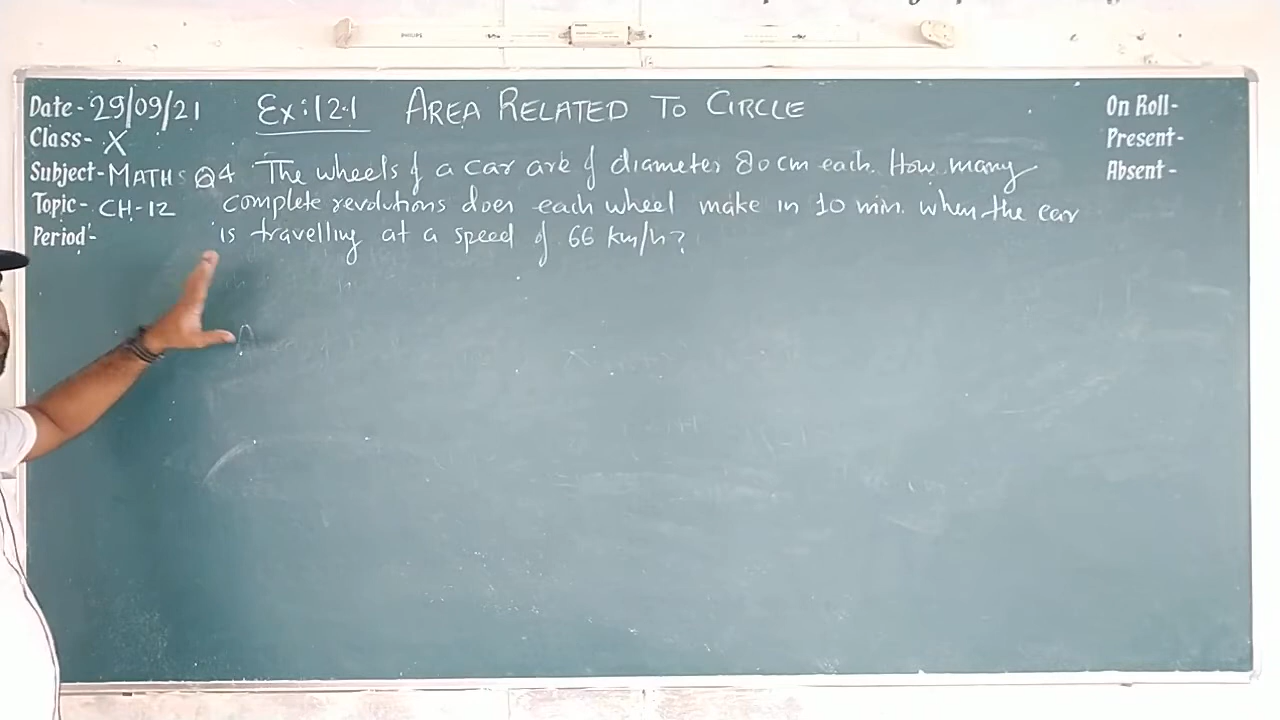 PHILIPS
Date- 29/09/21 Ex:12.1 AREA RELATED TO CIRCLE On Roll-
Class- X Present-
Subject- MATHS Q4 The wheels of a car are of diameter 80 cm each. How many Absent-
Topic- CH-12 complete revolutions does each wheel make in 10 min. when the car
Period- is travelling at a speed of 66 km/h?